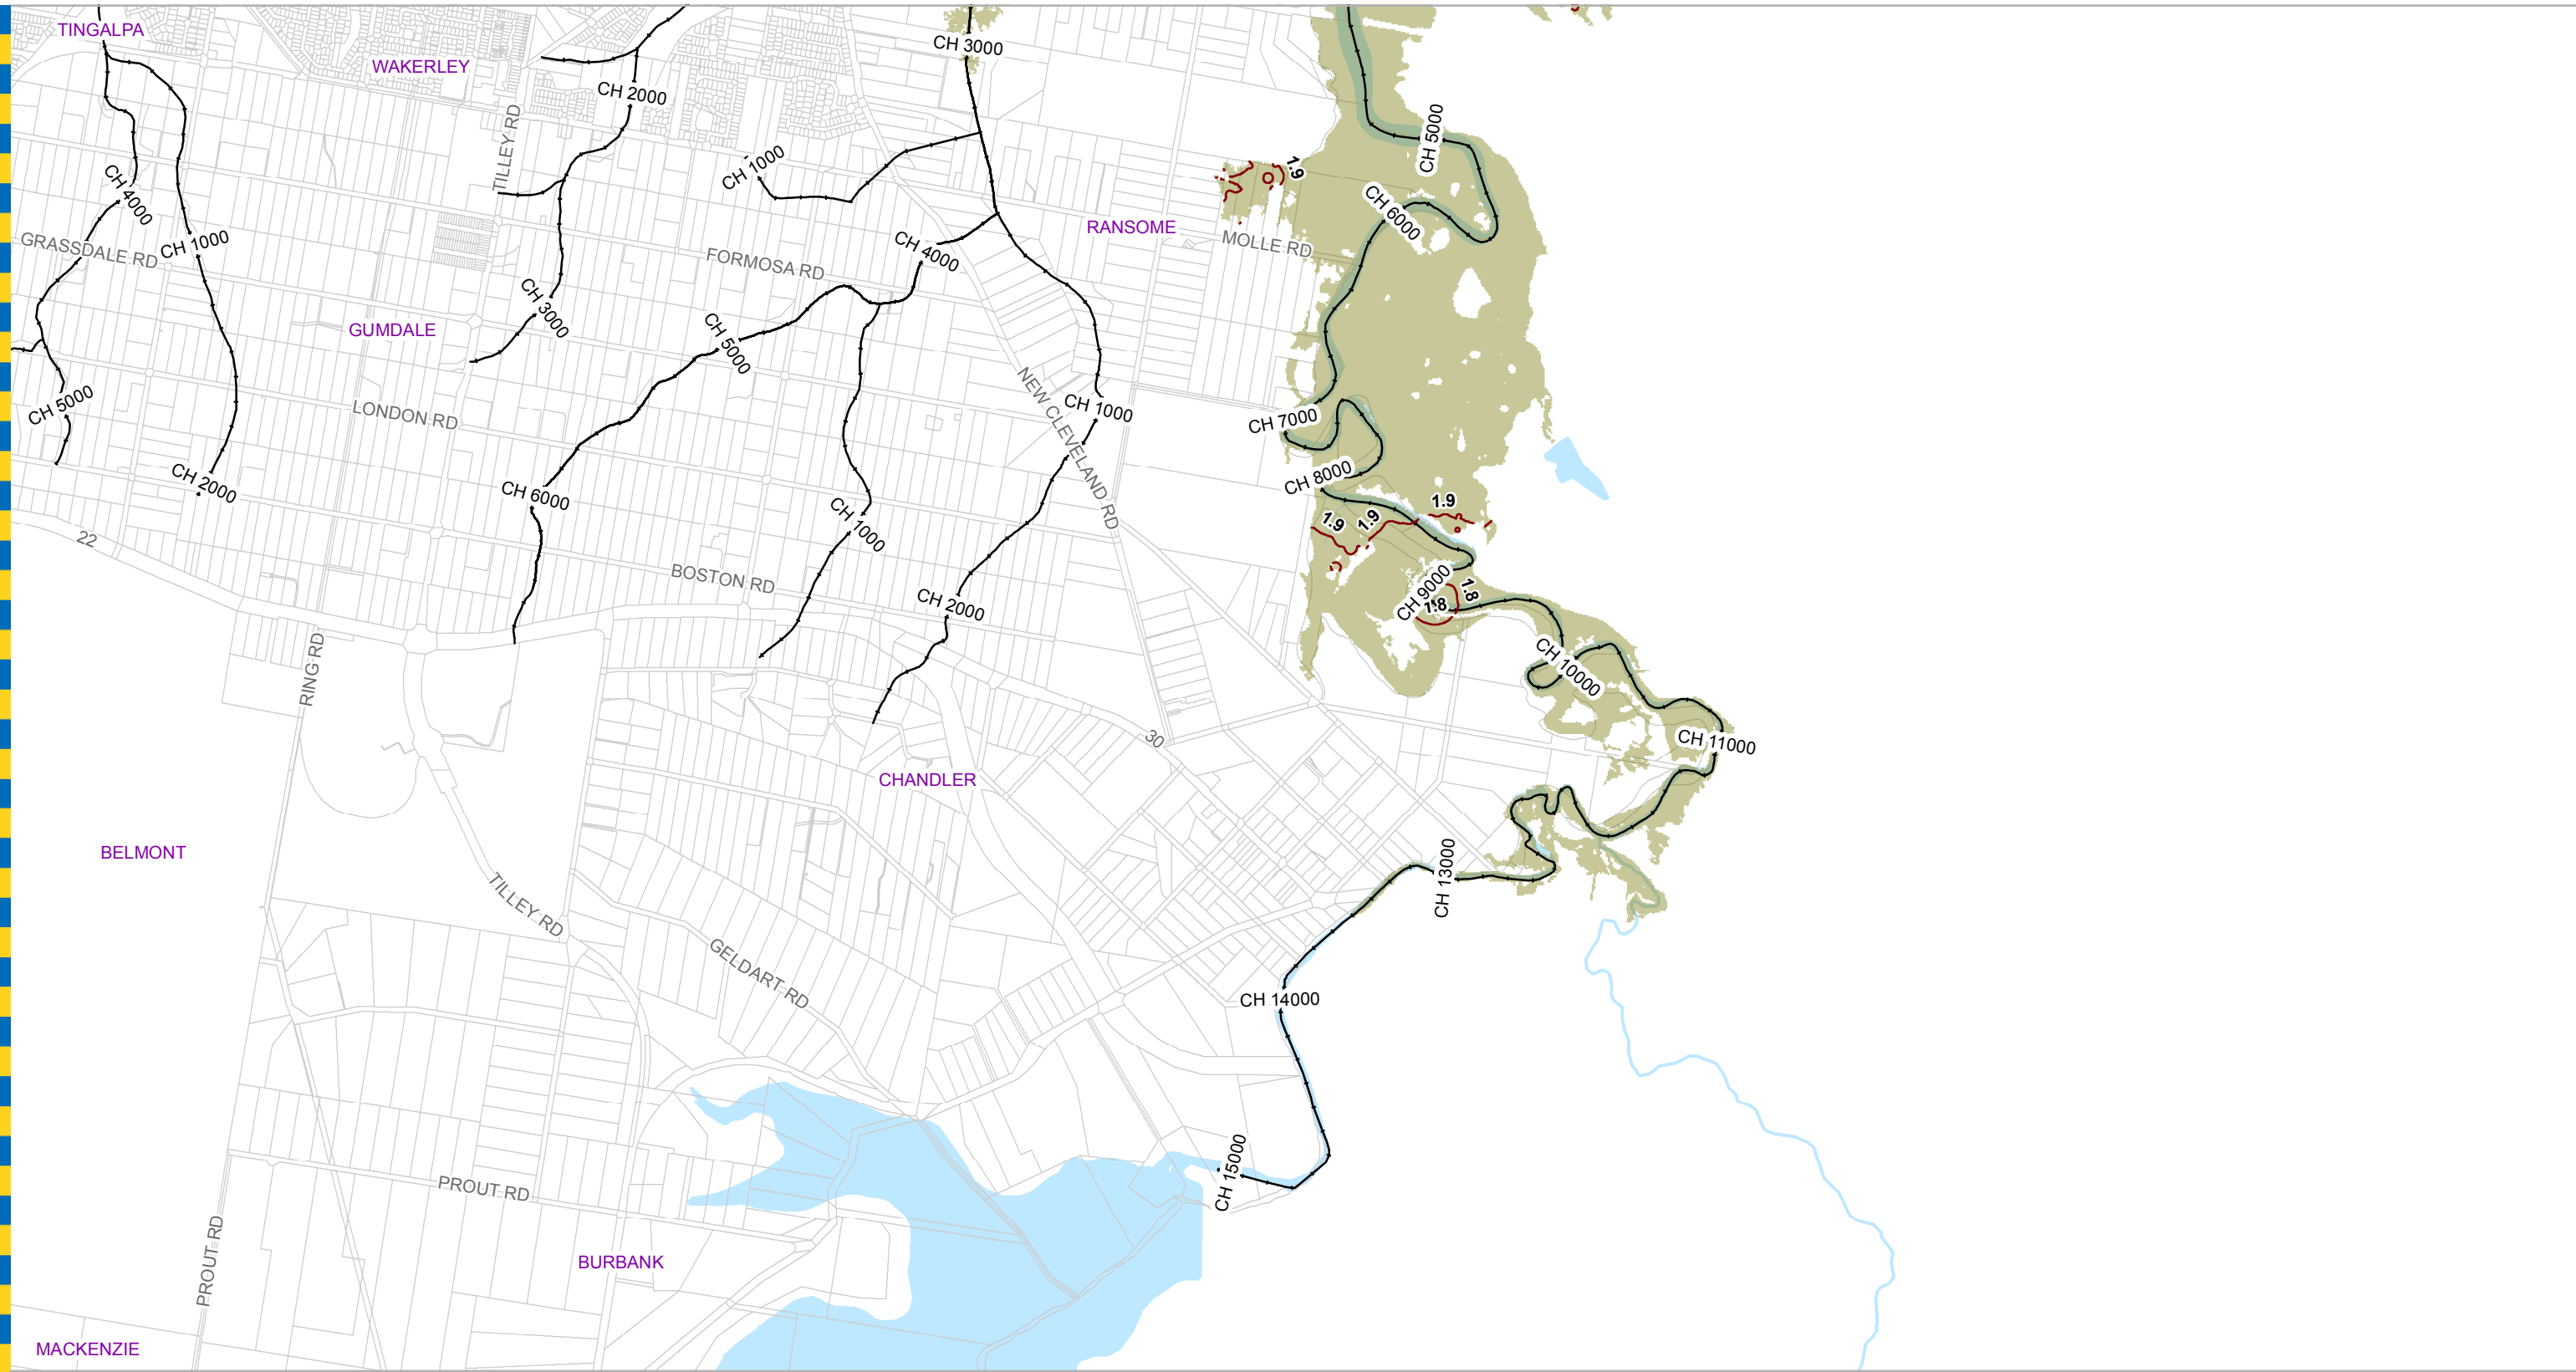 TINGALPA
CH 3000
WAKERLEY
CH 2000
CH 5000
TILLEY RD
CH 1000
1.9
CH 4000
CH 6000
RANSOME
MOLLE RD
CH 1000
GRASSDALE RD
CH 4000
FORMOSA RD
CH 3000
GUMDALE
CH 5000
CH 5000
LONDON RD
NEW CLEVELAND RD
CH 1000
CH 7000
CH 8000
CH 2000
CH 6000
1.9
1.9
1.9
CH 1000
22
BOSTON RD
CH 9000
1.8
1.8
CH 2000
RING RD
CH 10000
30
CH 11000
CHANDLER
BELMONT
CH 13000
TILLEY RD
GELDART RD
CH 14000
CH 15000
PROUT RD
PROUT RD
BURBANK
MACKENZIE